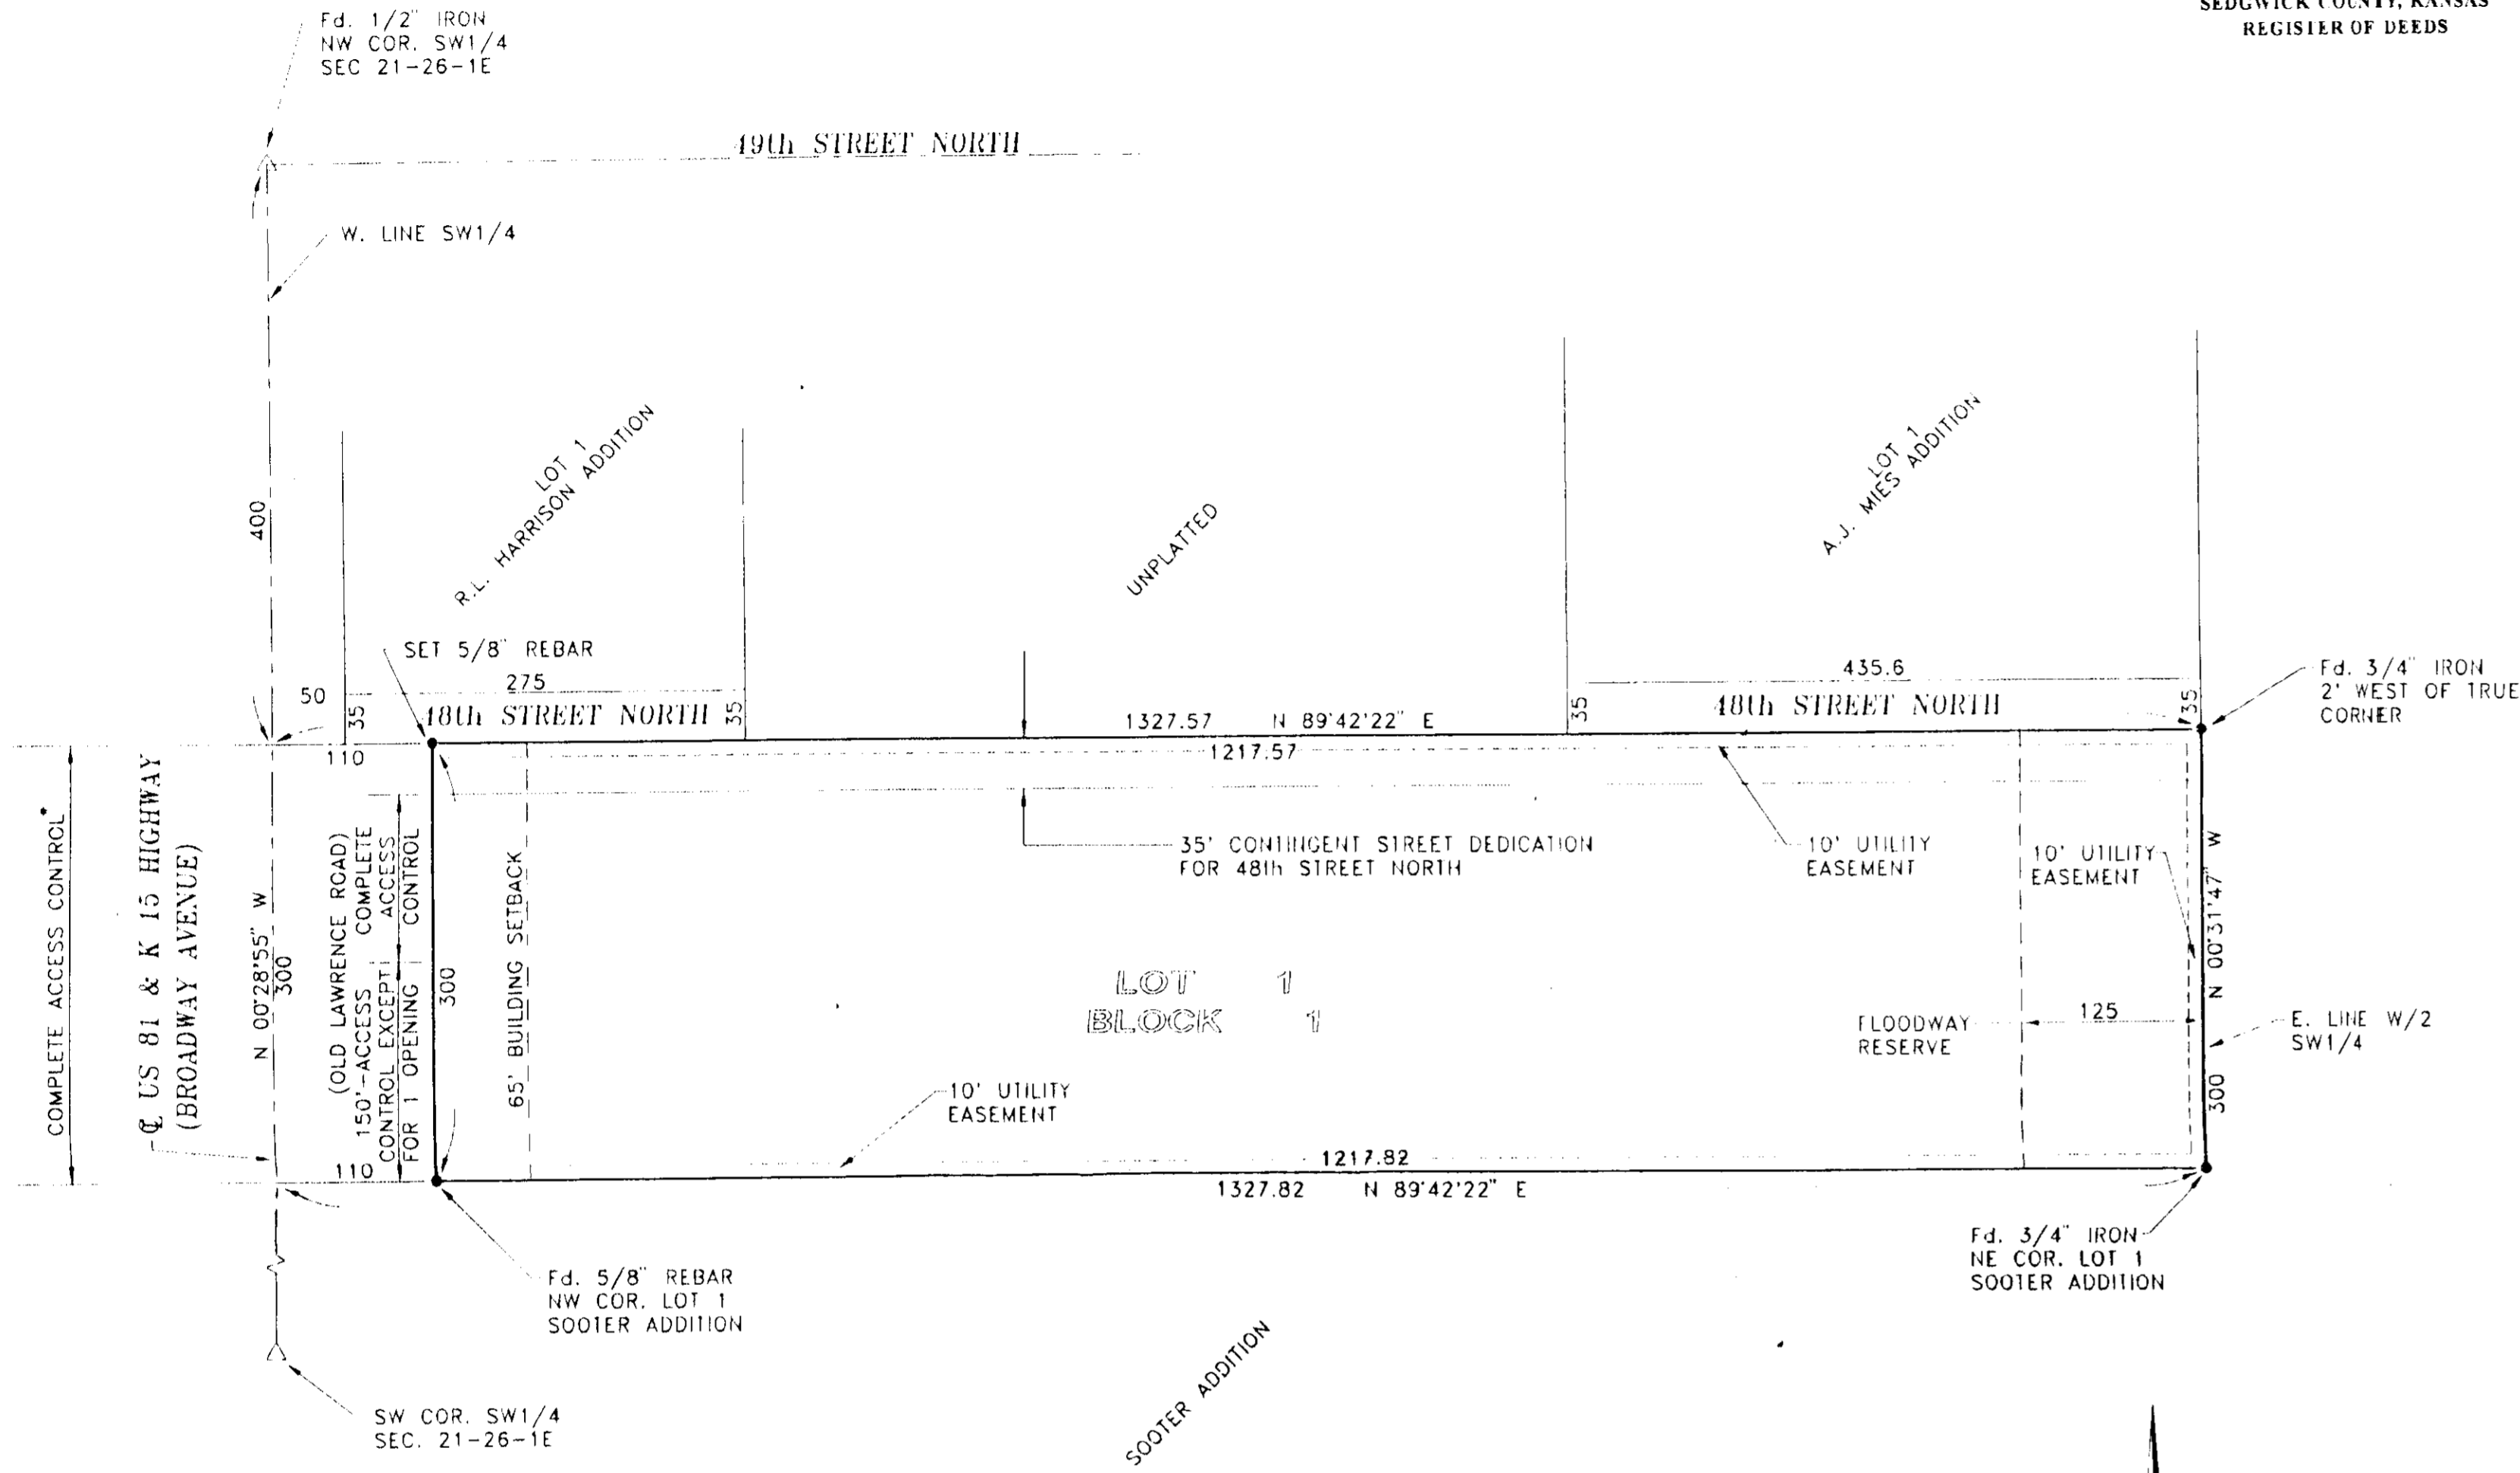 SEDGWICK COUNTY, KANSAS
REGISTER OF DEEDS
Fd. 1/2" IRON
NW COR. SW1/4
SEC 21-26-1E
49th STREET NORTH
W. LINE SW1/4
400
LOT 1
R.L. HARRISON ADDITION
UNPLATTED
LOT 1
A.J. MIES ADDITION
SET 5/8" REBAR
275
50
35
48th STREET NORTH
35
1327.57 N 89°42'22" E
1217.57
35
435.6
48th STREET NORTH
35
Fd. 3/4" IRON
2' WEST OF TRUE
CORNER
110
COMPLETE ACCESS CONTROL*
℄ US 81 & K 15 HIGHWAY
(BROADWAY AVENUE)
N 00°28'55" W
300
(OLD LAWRENCE ROAD)
150'-ACCESS
CONTROL EXCEPT
FOR 1 OPENING
COMPLETE
ACCESS
CONTROL
300
65' BUILDING SETBACK
35' CONTINGENT STREET DEDICATION
FOR 48th STREET NORTH
10' UTILITY
EASEMENT
10' UTILITY
EASEMENT
N 00°31'47" W
300
LOT 1
BLOCK 1
FLOODWAY
RESERVE
125
E. LINE W/2
SW1/4
10' UTILITY
EASEMENT
110
1217.82
1327.82 N 89°42'22" E
Fd. 5/8" REBAR
NW COR. LOT 1
SOOTER ADDITION
Fd. 3/4" IRON
NE COR. LOT 1
SOOTER ADDITION
SOOTER ADDITION
SW COR. SW1/4
SEC. 21-26-1E